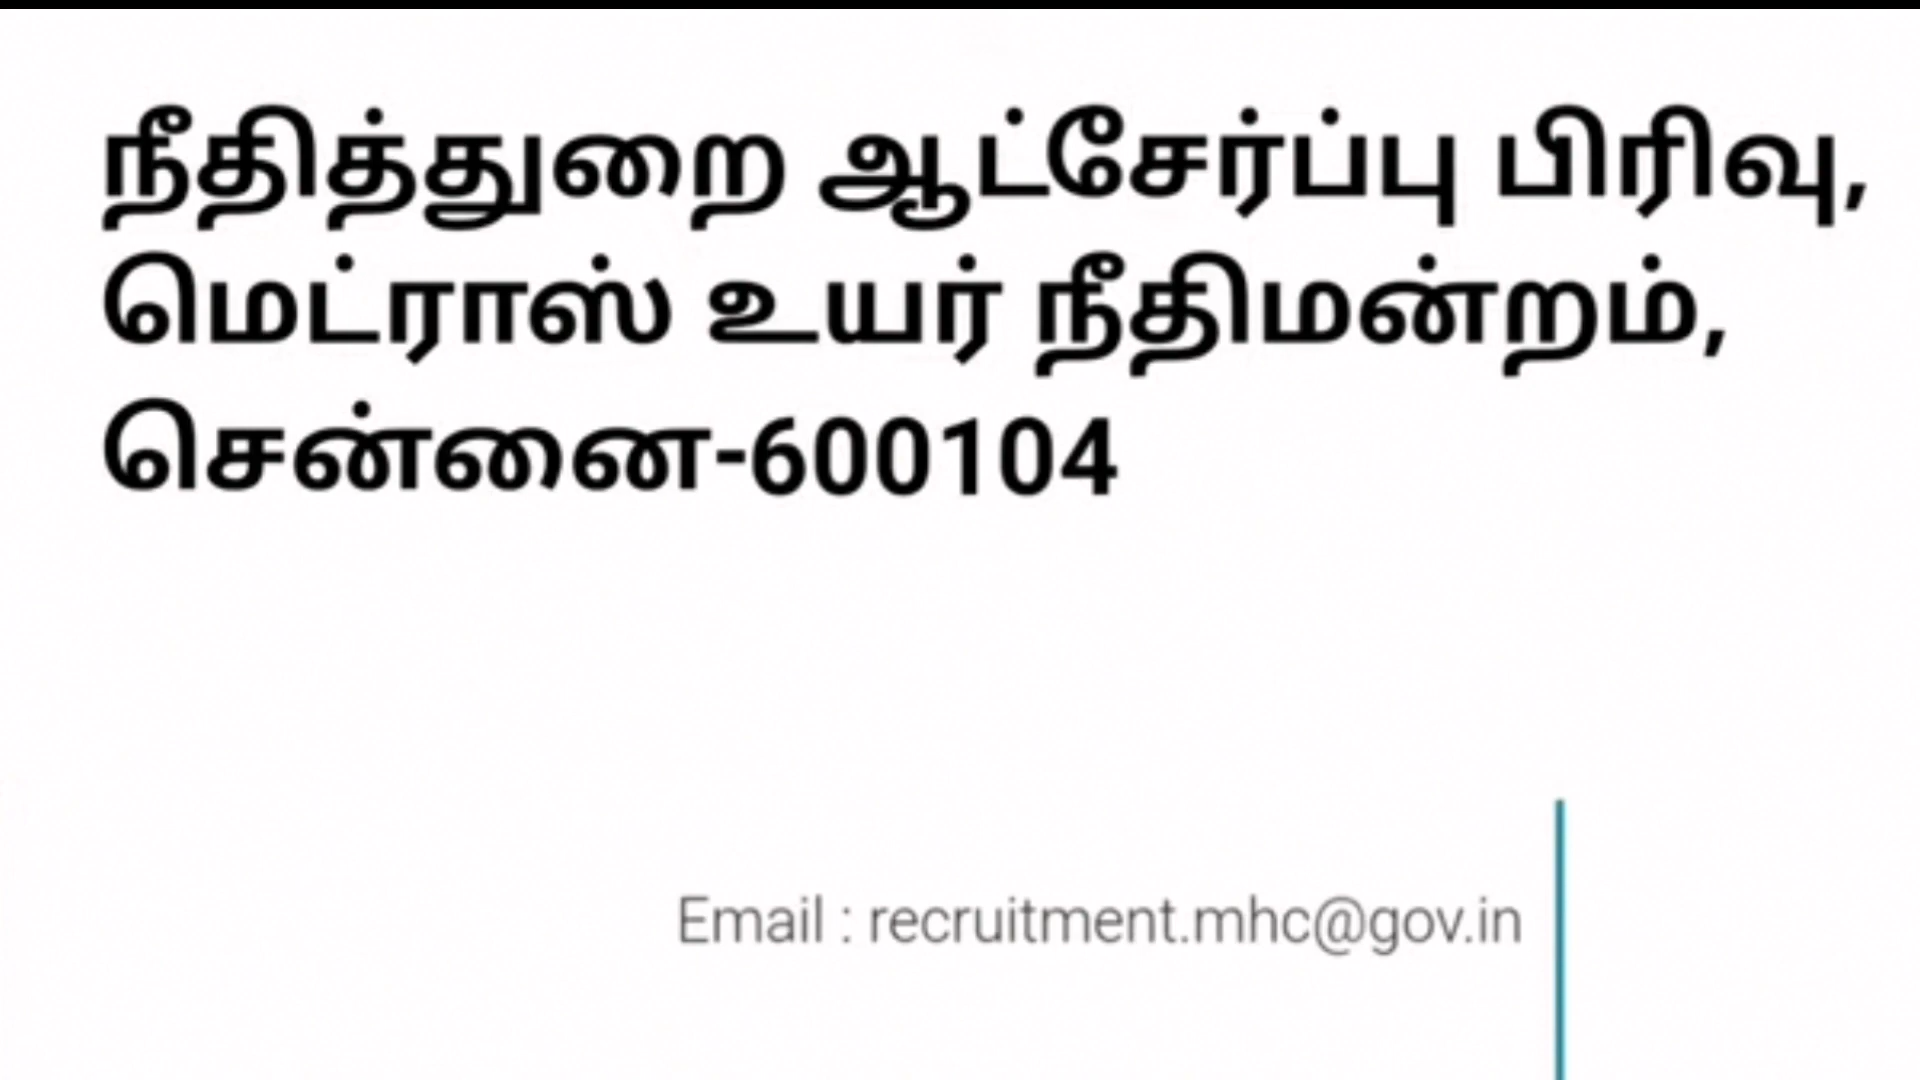 நீதித்துறை ஆட்சேர்ப்பு பிரிவு,
மெட்ராஸ் உயர் நீதிமன்றம்,
சென்னை-600104
Email : recruitment.mhc@gov.in